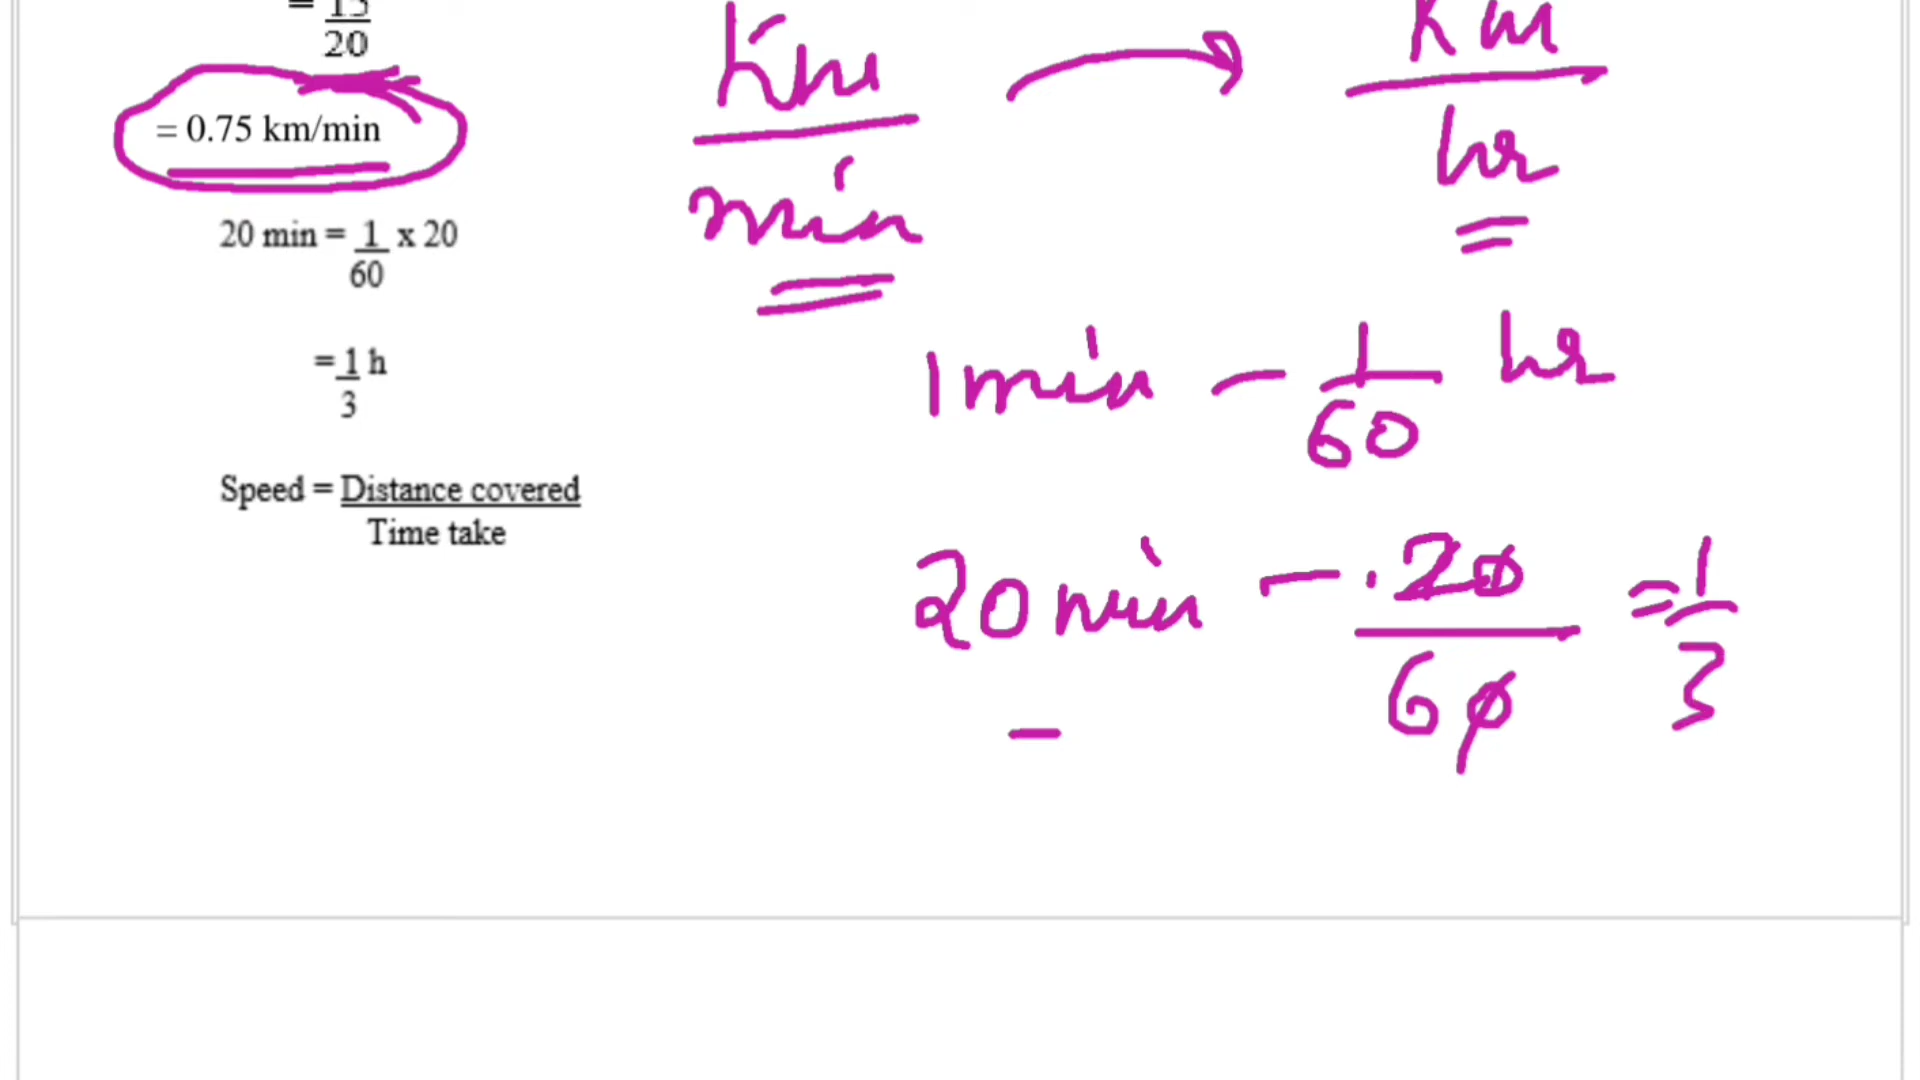 = 15
20
= 0.75 km/min
20 min = 1 x 20
60
= 1 h
3
Speed = Distance covered
Time take
Km
min
Km
hr
1 min - 1 hr
60
20 min - .20 = 1
60 3